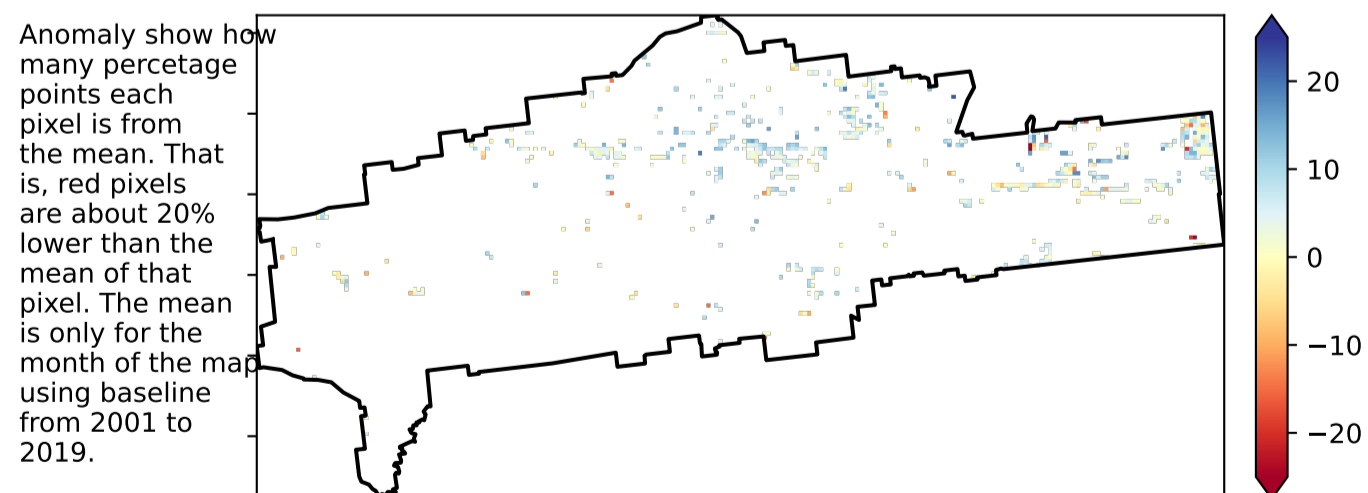 Anomaly show how
many percetage
points each
pixel is from
the mean. That
is, red pixels
are about 20%
lower than the
mean of that
pixel. The mean
is only for the
month of the map
using baseline
from 2001 to
2019.
20
10
0
−10
−20